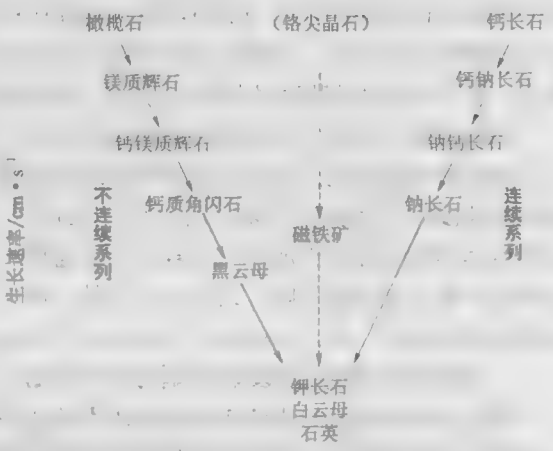 橄榄石 （铬尖晶石） 钙长石
镁质辉石 钙钠长石
钙镁质辉石 钠钙长石
钙质角闪石 钠长石
磁铁矿
黑云母
生长速率/cm·s⁻¹
不连续系列
连续系列
钾长石
白云母
石英